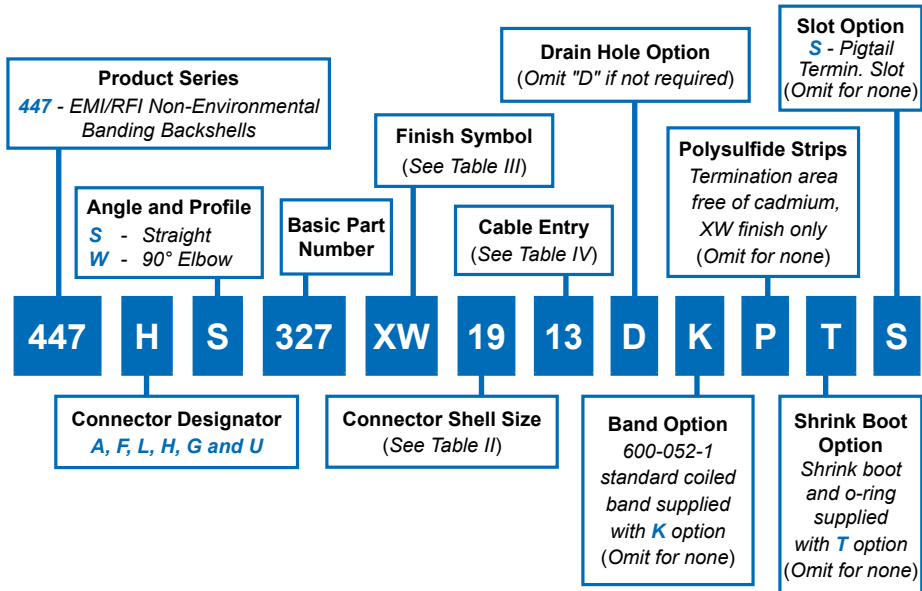 Product Series
447 - EMI/RFI Non-Environmental
Banding Backshells
Angle and Profile
S - Straight
W - 90° Elbow
Basic Part
Number
Finish Symbol
(See Table III)
Cable Entry
(See Table IV)
Drain Hole Option
(Omit "D" if not required)
Polysulfide Strips
Termination area
free of cadmium,
XW finish only
(Omit for none)
Slot Option
S - Pigtail
Termin. Slot
(Omit for none)
447 H S 327 XW 19 13 D K P T S
Connector Designator
A, F, L, H, G and U
Connector Shell Size
(See Table II)
Band Option
600-052-1
standard coiled
band supplied
with K option
(Omit for none)
Shrink Boot
Option
Shrink boot
and o-ring
supplied
with T option
(Omit for none)